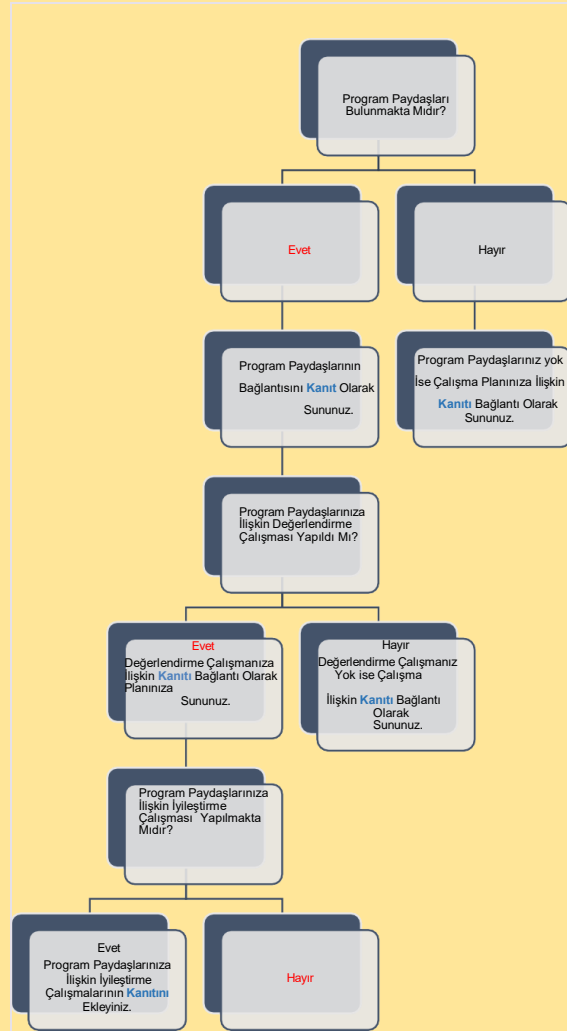 Program Paydaşları
Bulunmakta Mıdır?
Evet
Hayır
Program Paydaşlarının
Bağlantısını Kanıt Olarak
Sununuz.
Program Paydaşlarınız yok
İse Çalışma Planınıza İlişkin
Kanıtı Bağlantı Olarak
Sununuz.
Program Paydaşlarınıza
İlişkin Değerlendirme
Çalışması Yapıldı Mı?
Evet
Değerlendirme Çalışmanıza
İlişkin Kanıtı Bağlantı Olarak
Planınıza
Sununuz.
Hayır
Değerlendirme Çalışmanız
Yok ise Çalışma
İlişkin Kanıtı Bağlantı
Olarak
Sununuz.
Program Paydaşlarınıza
İlişkin İyileştirme
Çalışması Yapılmakta
Mıdır?
Evet
Program Paydaşlarınıza
İlişkin İyileştirme
Çalışmalarının Kanıtını
Ekleyiniz.
Hayır